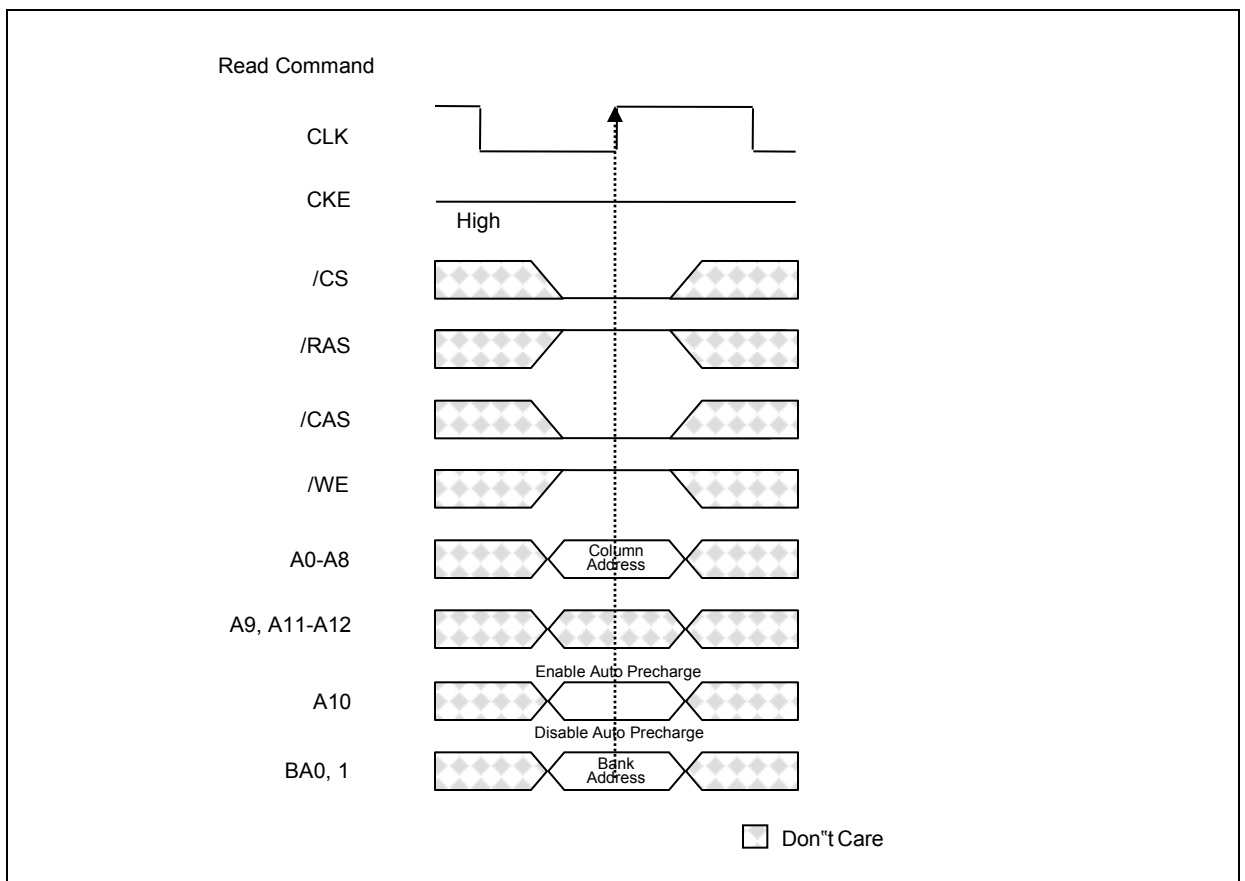 Read Command
CLK
CKE
High
/CS
/RAS
/CAS
/WE
A0-A8
Column
Address
A9, A11-A12
Enable Auto Precharge
A10
Disable Auto Precharge
BA0, 1
Bank
Address
Don‟t Care